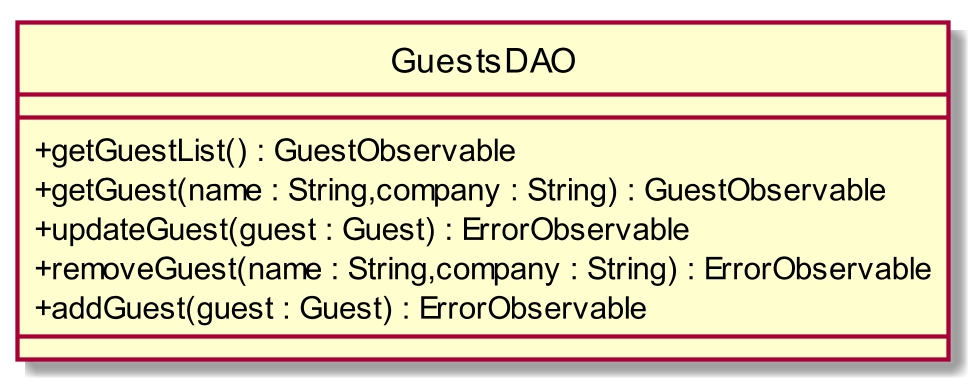 GuestsDAO
+getGuestList() : GuestObservable
+getGuest(name : String,company : String) : GuestObservable
+updateGuest(guest : Guest) : ErrorObservable
+removeGuest(name : String,company : String) : ErrorObservable
+addGuest(guest : Guest) : ErrorObservable